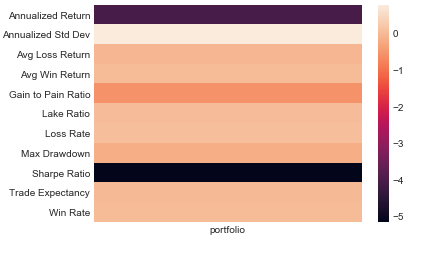 Annualized Return
Annualized Std Dev
Avg Loss Return
Avg Win Return
Gain to Pain Ratio
Lake Ratio
Loss Rate
Max Drawdown
Sharpe Ratio
Trade Expectancy
Win Rate
portfolio
0
−1
−2
−3
−4
−5